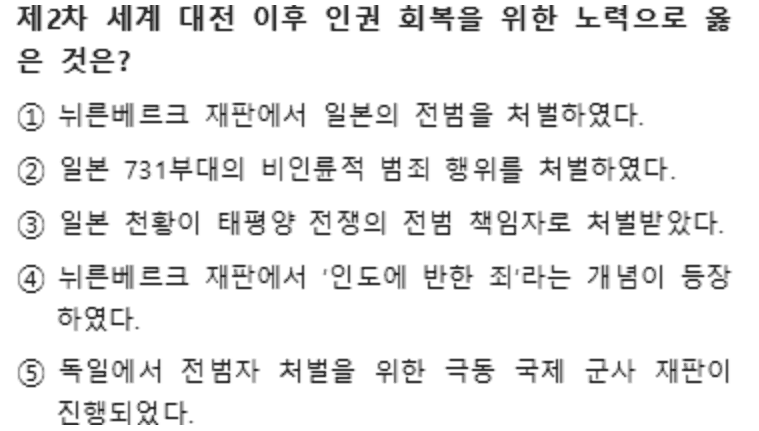 제2차 세계 대전 이후 인권 회복을 위한 노력으로 옳
은 것은?
① 뉘른베르크 재판에서 일본의 전범을 처벌하였다.
② 일본 731부대의 비인륜적 범죄 행위를 처벌하였다.
③ 일본 천황이 태평양 전쟁의 전범 책임자로 처벌받았다.
④ 뉘른베르크 재판에서 '인도에 반한 죄'라는 개념이 등장
하였다.
⑤ 독일에서 전범자 처벌을 위한 극동 국제 군사 재판이
진행되었다.